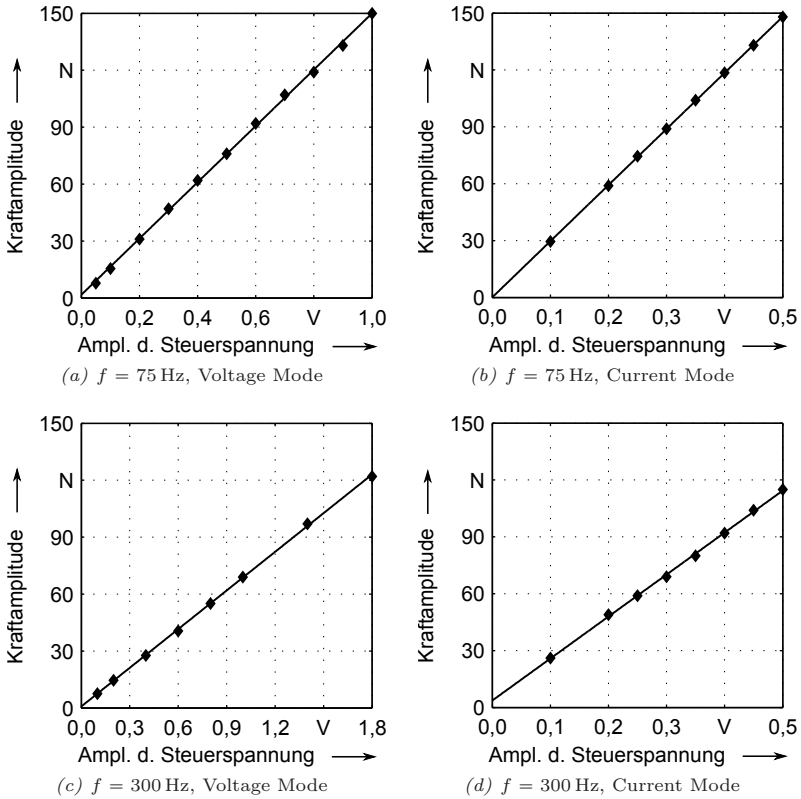 150
N
90
60
30
0
Kraftamplitude
0,0 0,2 0,4 0,6 V 1,0
Ampl. d. Steuerspannung
(a) f = 75 Hz, Voltage Mode
150
N
90
60
30
0
Kraftamplitude
0,0 0,1 0,2 0,3 V 0,5
Ampl. d. Steuerspannung
(b) f = 75 Hz, Current Mode
150
N
90
60
30
0
Kraftamplitude
0,0 0,3 0,6 0,9 1,2 V 1,8
Ampl. d. Steuerspannung
(c) f = 300 Hz, Voltage Mode
150
N
90
60
30
0
Kraftamplitude
0,0 0,1 0,2 0,3 V 0,5
Ampl. d. Steuerspannung
(d) f = 300 Hz, Current Mode